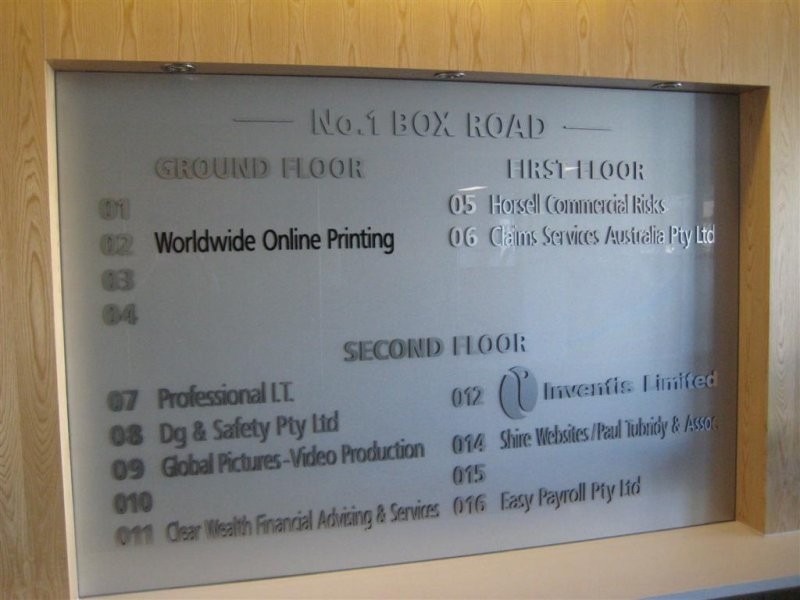 No.1 BOX ROAD
GROUND FLOOR
01
02 Worldwide Online Printing
03
04
FIRST FLOOR
05 Horsell Commercial Risks
06 Claims Services Australia Pty Ltd
SECOND FLOOR
07 Professional I.T.
08 Dg & Safety Pty Ltd
09 Global Pictures-Video Production
010
011 Clear Wealth Financial Advising & Services
012 Inventis Limited
014 Shire Websites/Paul Tubridy & Assoc.
015
016 Easy Payroll Pty Ltd